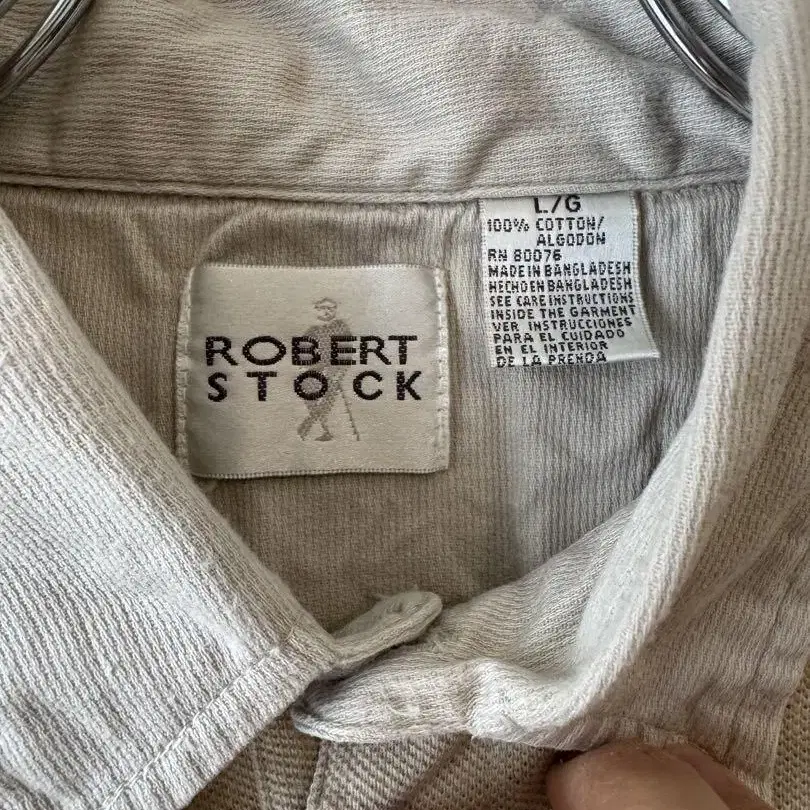 ROBERT
STOCK
L/G
100% COTTON/
ALGODON
RN 80076
MADE IN BANGLADESH
HECHO EN BANGLADESH
SEE CARE INSTRUCTIONS
INSIDE THE GARMENT
VER INSTRUCCIONES
PARA EL CUIDADO
EN EL INTERIOR
DE LA PRENDA